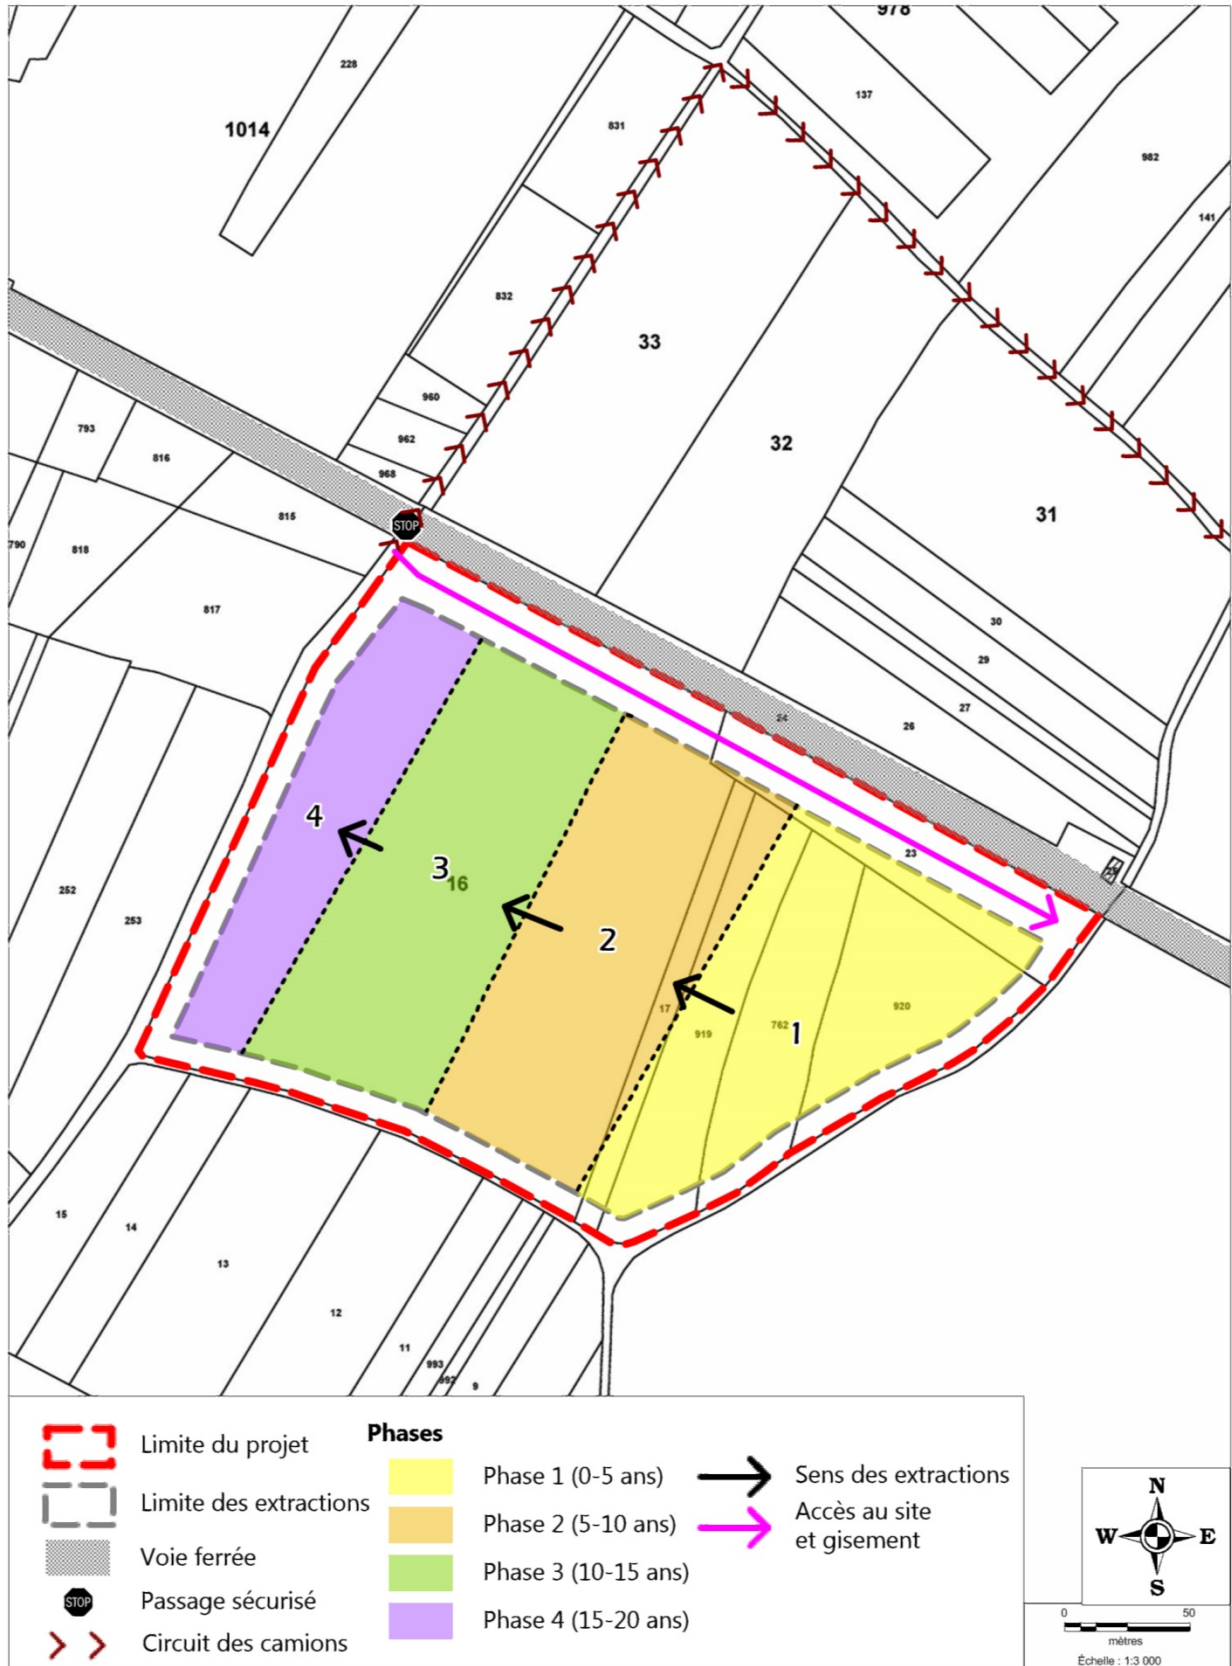 978
228
137
1014
831
982
141
832
33
960
32
793
962
816
968
31
815
STOP
790
818
817
30
29
27
24
26
4
3
23
16
252
2
253
17
920
762
919
1
15
14
13
12
11
993
992
9
Limite du projet
Limite des extractions
Voie ferrée
STOP
Passage sécurisé
Circuit des camions
Phases
Phase 1 (0-5 ans)
Phase 2 (5-10 ans)
Phase 3 (10-15 ans)
Phase 4 (15-20 ans)
Sens des extractions
Accès au site
et gisement
N
W E
S
0 50
mètres
Échelle : 1:3 000